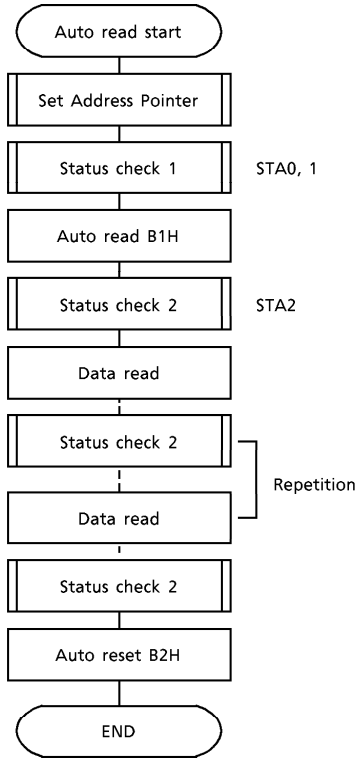 Auto read start
Set Address Pointer
Status check 1
STA0, 1
Auto read B1H
Status check 2
STA2
Data read
Status check 2
Repetition
Data read
Status check 2
Auto reset B2H
END